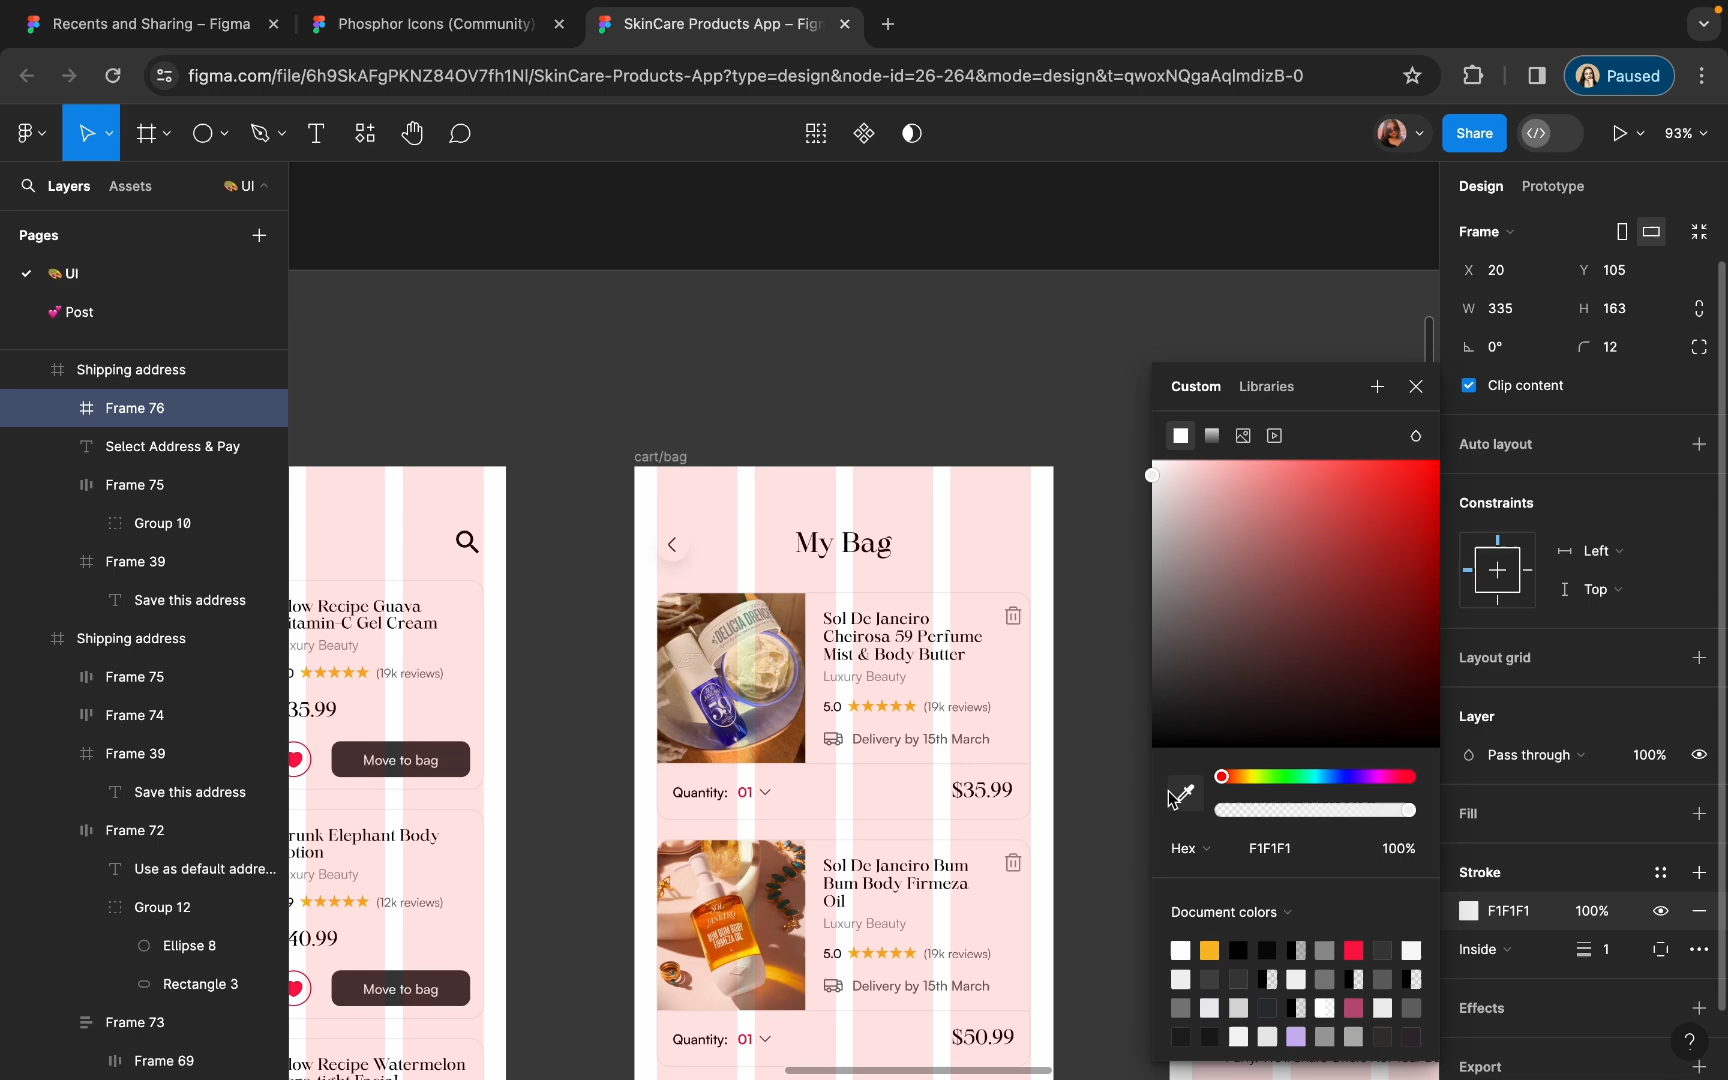 Recents and Sharing – Figma
Phosphor Icons (Community)
SkinCare Products App – Figm
figma.com/file/6h9SkAFgPKNZ84OV7fh1NI/SkinCare-Products-App?type=design&node-id=26-264&mode=design&t=qwoxNQgaAqlmdizB-0
Paused
Share
93%
Layers
Assets
UI
Pages
UI
Post
Shipping address
Frame 76
Select Address & Pay
Frame 75
Group 10
Frame 39
Save this address
Shipping address
Frame 75
Frame 74
Frame 39
Save this address
Frame 72
Use as default addre...
Group 12
Ellipse 8
Rectangle 3
Frame 73
Frame 69
low Recipe Guava
itamin-C Gel Cream
xury Beauty
(19k reviews)
35.99
Move to bag
runk Elephant Body
otion
xury Beauty
(12k reviews)
40.99
Move to bag
low Recipe Watermelon
cart/bag
My Bag
Sol De Janeiro
Cheirosa 59 Perfume
Mist & Body Butter
Luxury Beauty
5.0
(19k reviews)
Delivery by 15th March
Quantity: 01
$35.99
Sol De Janeiro Bum
Bum Body Firmeza
Oil
Luxury Beauty
5.0
(19k reviews)
Delivery by 15th March
Quantity: 01
$50.99
Custom
Libraries
Hex
F1F1F1
100%
Document colors
Design
Prototype
Frame
X 20
Y 105
W 335
H 163
0°
12
Clip content
Auto layout
Constraints
Left
Top
Layout grid
Layer
Pass through
100%
Fill
Stroke
F1F1F1
100%
Inside
1
Effects
Export
?